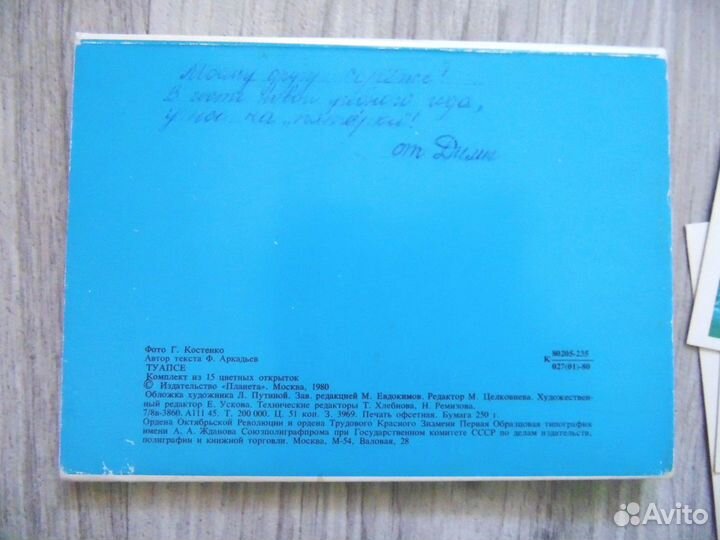 Моему другу
В честь Нового учебного года,
учись на „пятёрки"!
от Димы
Фото Г. Костенко
Автор текста Ф. Аркадьев
ТУАПСЕ
Комплект из 15 цветных открыток
© Издательство «Планета». Москва, 1980
Обложка художника Л. Путиной. Зав. редакцией М. Евдокимов. Редактор М. Целковнева. Художествен-
ный редактор Е. Ускова. Технические редакторы Т. Хлебнова, Н. Ремизова.
7/8а-3860. А111 45. Т. 200 000. Ц. 51 коп. З. 3969. Печать офсетная. Бумага 250 г.
Ордена Октябрьской Революции и ордена Трудового Красного Знамени Первая Образцовая типография
имени А. А. Жданова Союзполиграфпрома при Государственном комитете СССР по делам издательств,
полиграфии и книжной торговли. Москва, М-54, Валовая, 28
К 80205-235
027(01)-80
Avito